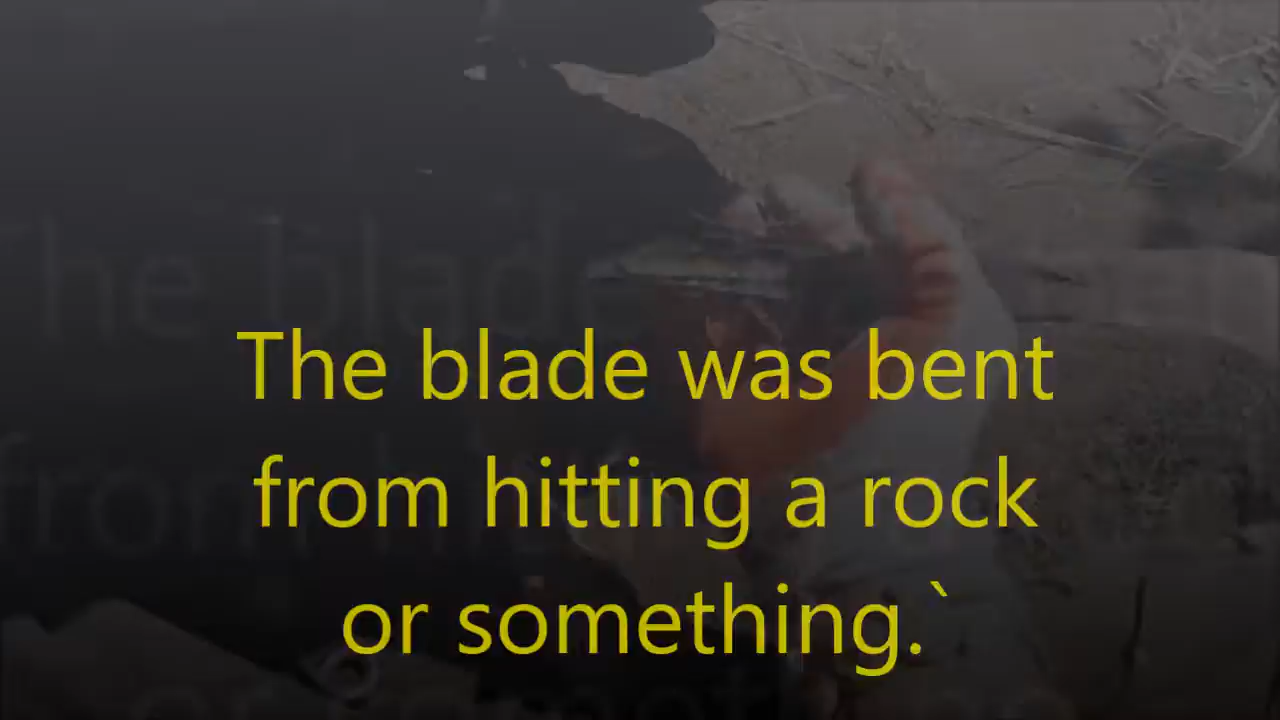 The blade was bent
from hitting a rock
or something.`